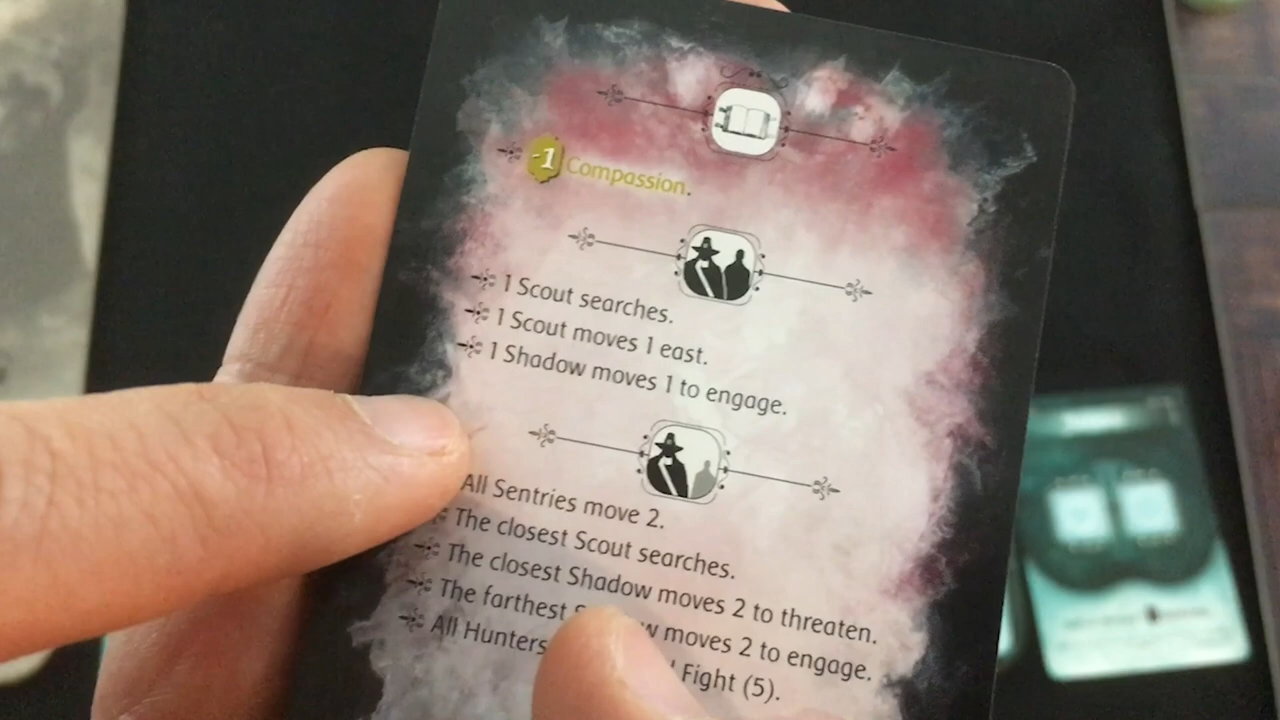 -1 Compassion.
1 Scout searches.
1 Scout moves 1 east.
1 Shadow moves 1 to engage.
All Sentries move 2.
The closest Scout searches.
The closest Shadow moves 2 to threaten.
The farthest moves 2 to engage.
All Hunters Fight (5).